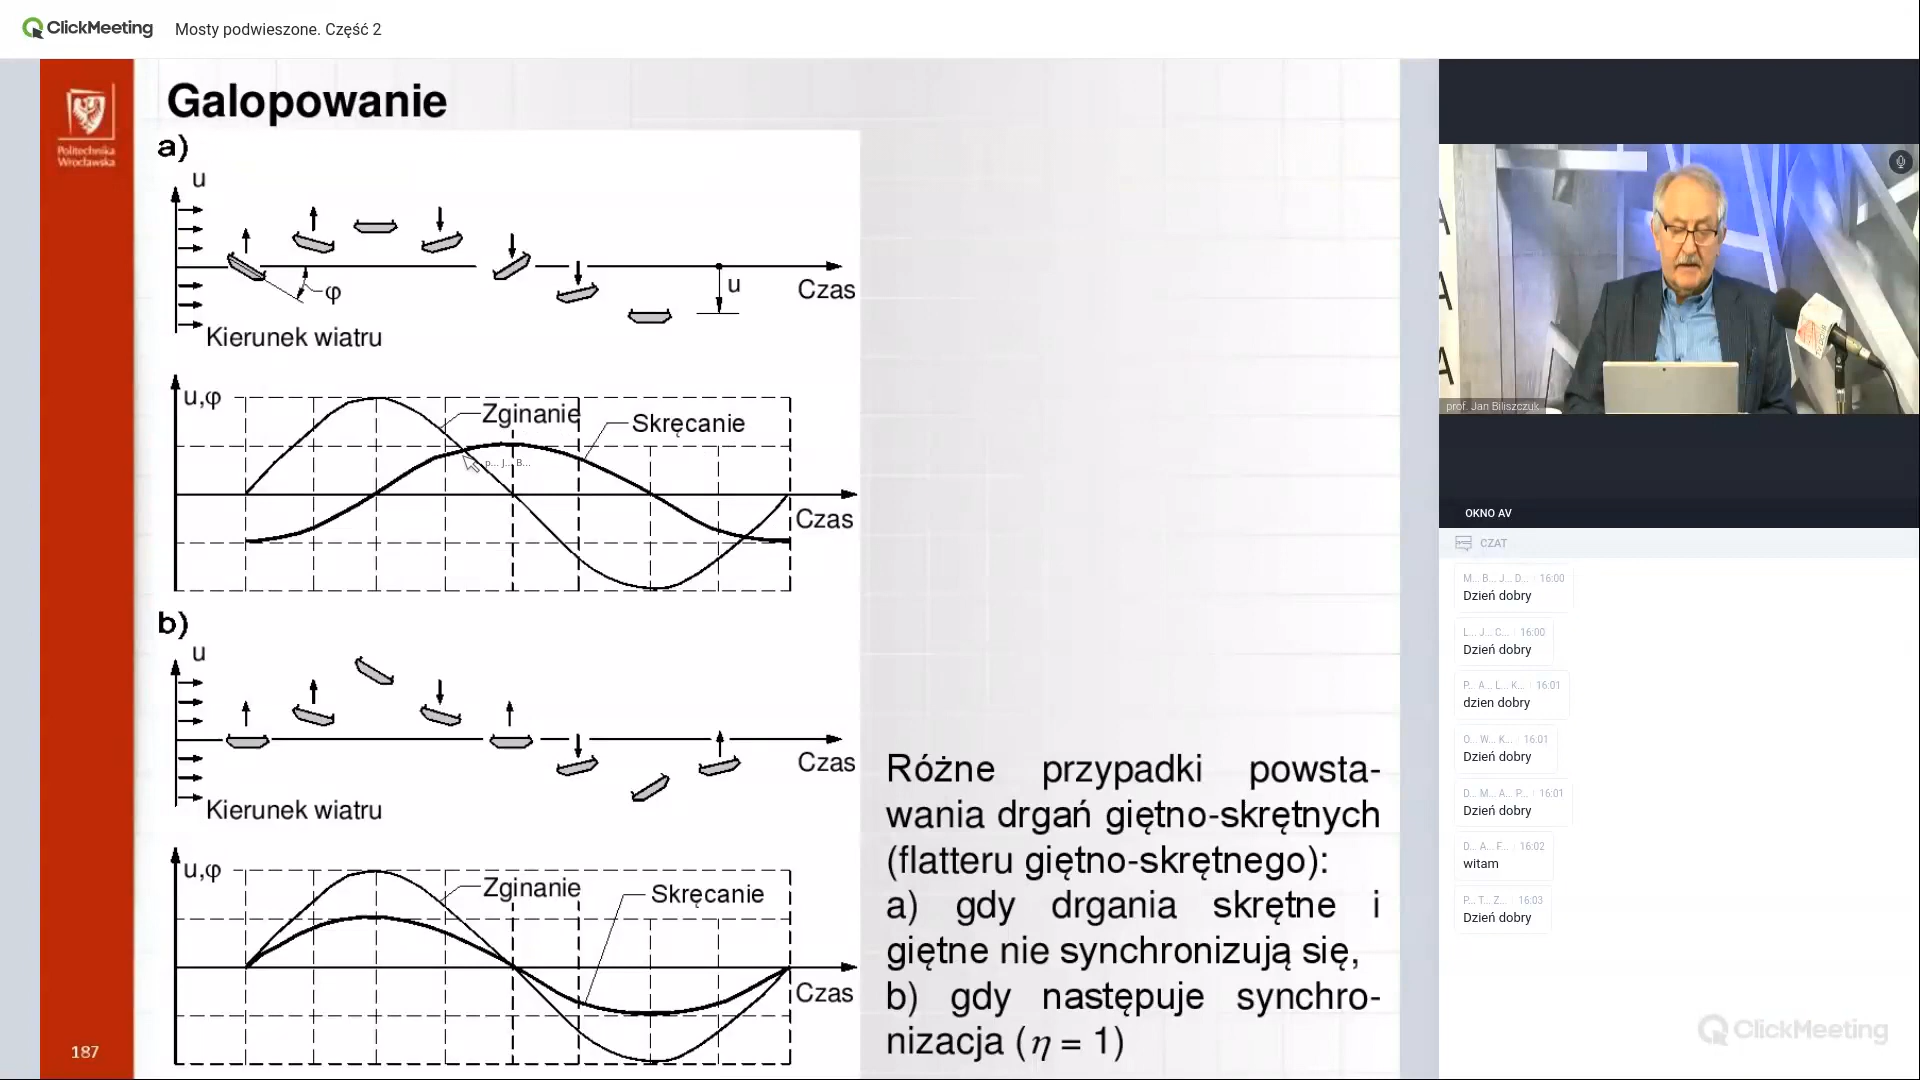 ClickMeeting
Mosty podwieszone. Część 2
Politechnika
Wrocławska
Galopowanie
a)
u
φ
u
Czas
Kierunek wiatru
u,φ
Zginanie
Skręcanie
p... J... B...
Czas
b)
u
Czas
Kierunek wiatru
u,φ
Zginanie
Skręcanie
Czas
Różne przypadki powsta-
wania drgań giętno-skrętnych
(flatteru giętno-skrętnego):
a) gdy drgania skrętne i
giętne nie synchronizują się,
b) gdy następuje synchro-
nizacja (η = 1)
187
prof. Jan Biliszczuk
OKNO AV
CZAT
M... B... J... D... 16:00
Dzień dobry
L... J... C... 16:00
Dzień dobry
P... A... L... K... 16:01
dzien dobry
O... W... K... 16:01
Dzień dobry
D... M... A... P... 16:01
Dzień dobry
D... A... F... 16:02
witam
P... T... Z... 16:03
Dzień dobry
ClickMeeting